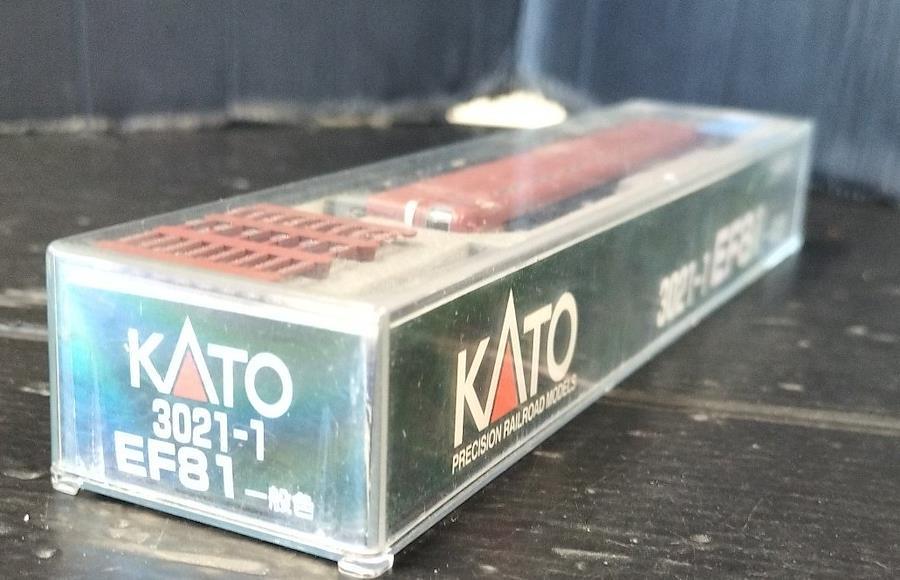 KATO
3021-1
EF81 一般色
KATO
PRECISION RAILROAD MODELS
3021-1 EF81